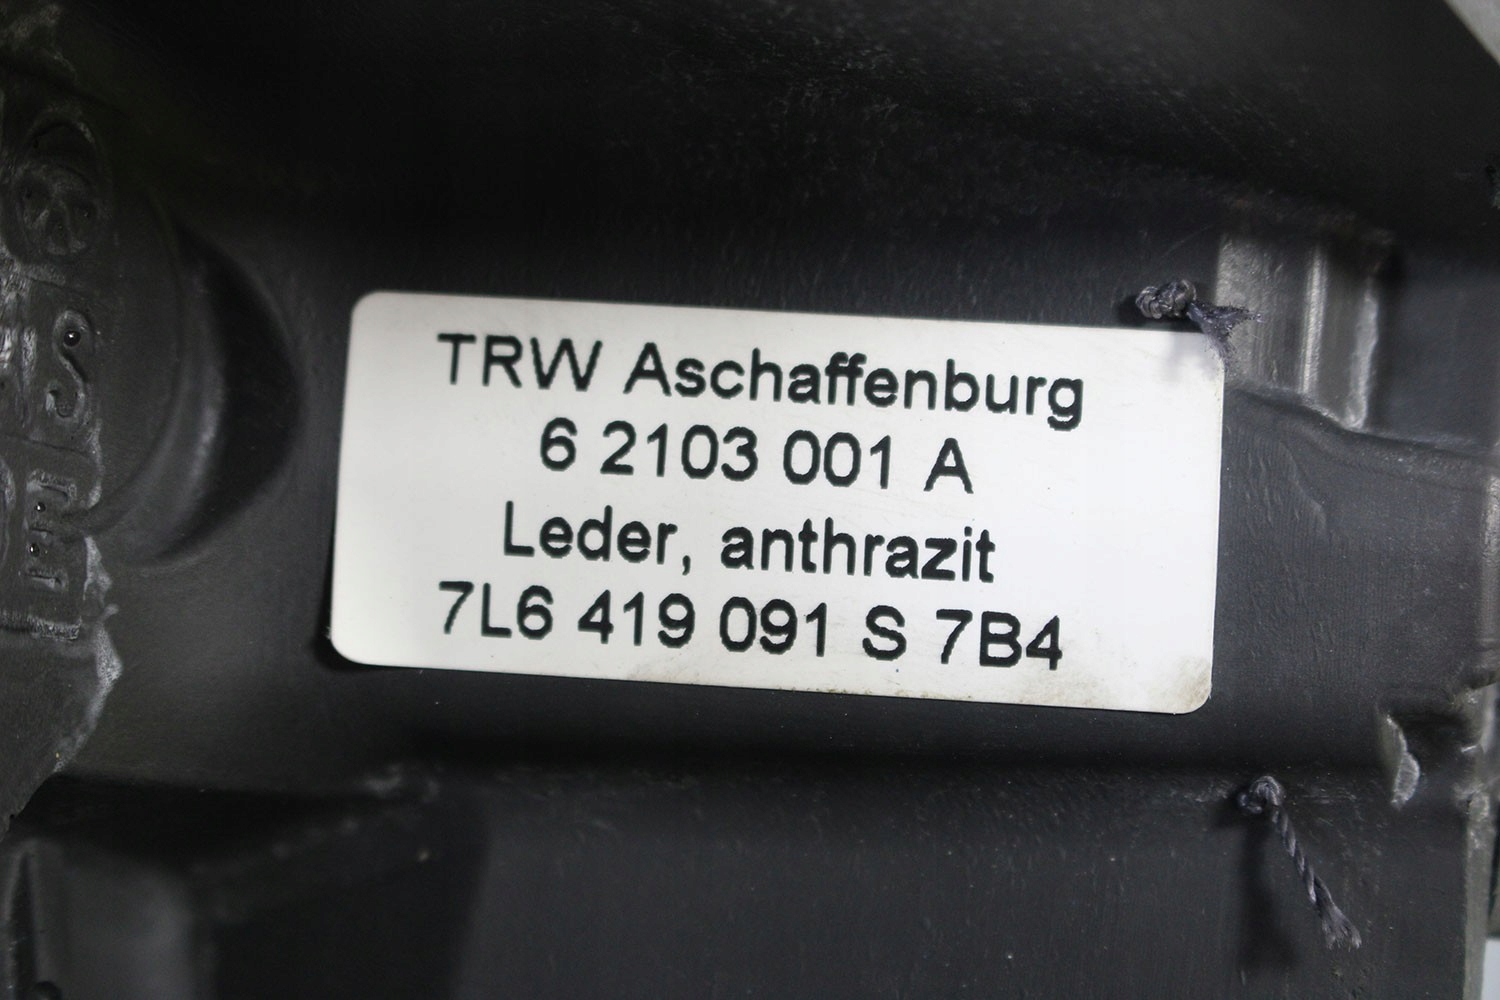 TRW Aschaffenburg
6 2103 001 A
Leder, anthrazit
7L6 419 091 S 7B4